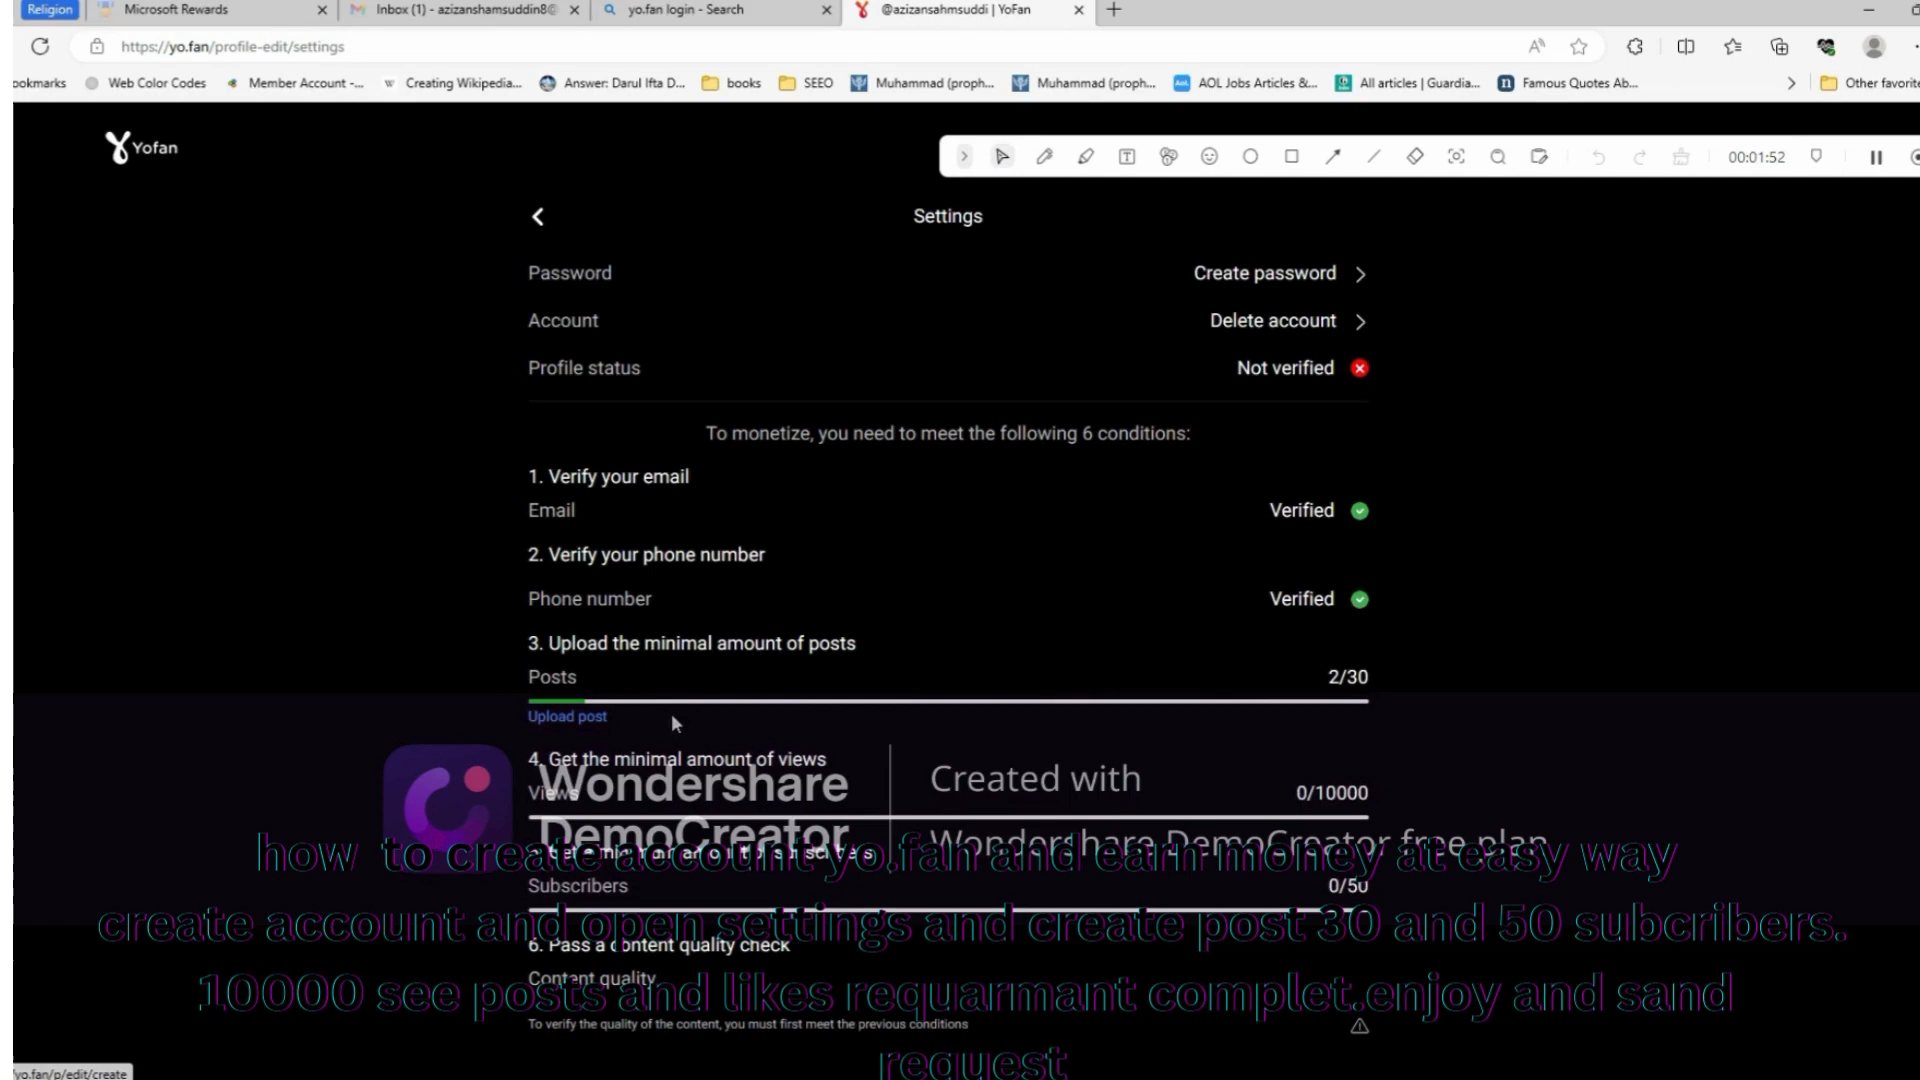 Religion Microsoft Rewards Inbox (1) - azizanshamsuddin8@ yo.fan login - Search @azizansahmsuddi | YoFan
https://yo.fan/profile-edit/settings
ookmarks Web Color Codes Member Account -... Creating Wikipedia... Answer: Darul Ifta D... books SEEO Muhammad (proph... Muhammad (proph... AOL Jobs Articles &... All articles | Guardia... Famous Quotes Ab... Other favorite
Yofan
00:01:52
Settings
Password Create password
Account Delete account
Profile status Not verified
To monetize, you need to meet the following 6 conditions:
1. Verify your email
Email Verified
2. Verify your phone number
Phone number Verified
3. Upload the minimal amount of posts
Posts 2/30
Upload post
4. Get the minimal amount of views
Views 0/10000
Wondershare
DemoCreator
Created with
Wondershare DemoCreator free plan
how to create account yo.fan and earn money at easy way
Subscribers 0/50
create account and open settings and create post 30 and 50 subcribers.
6. Pass a content quality check
Content quality
10000 see posts and likes requarmant complet.enjoy and sand
To verify the quality of the content, you must first meet the previous conditions
request
yo.fan/p/edit/create